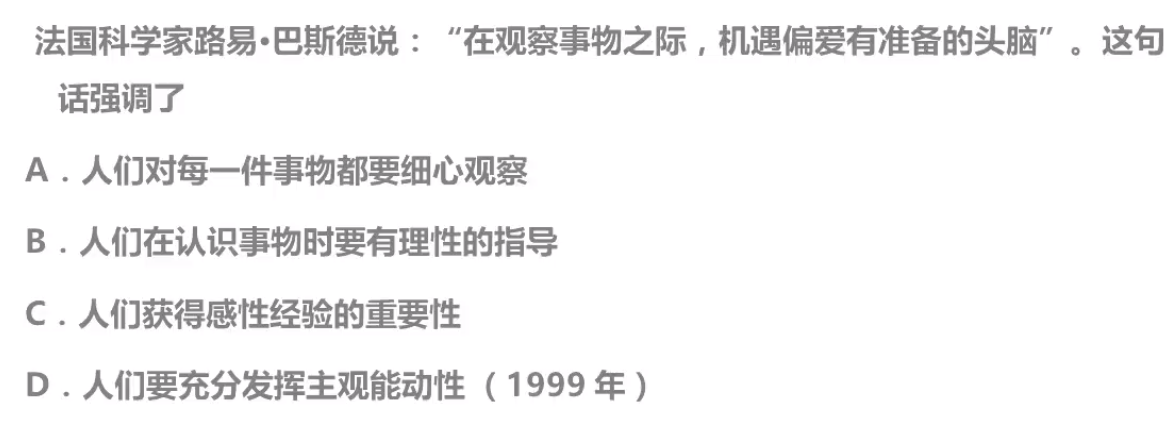 法国科学家路易•巴斯德说：“在观察事物之际，机遇偏爱有准备的头脑”。这句
话强调了
A．人们对每一件事物都要细心观察
B．人们在认识事物时要有理性的指导
C．人们获得感性经验的重要性
D．人们要充分发挥主观能动性（1999 年）